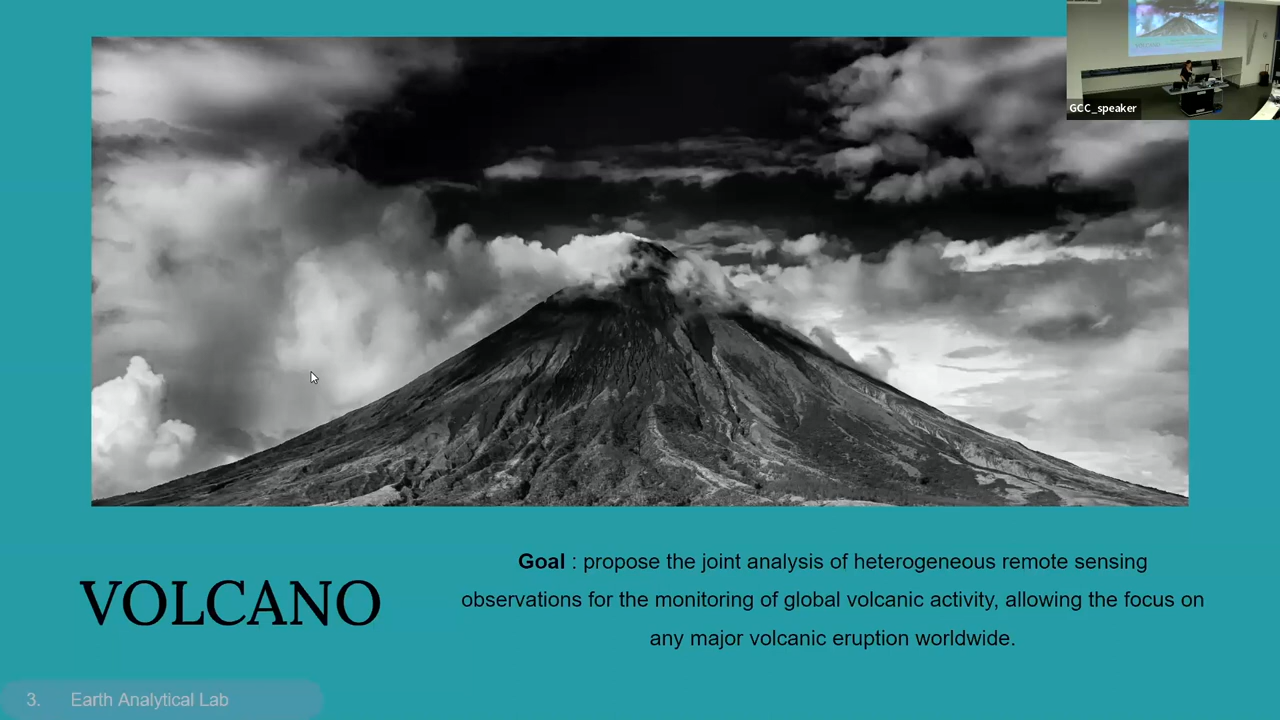 GCC_speaker
VOLCANO
Goal : propose the joint analysis of heterogeneous remote sensing
observations for the monitoring of global volcanic activity, allowing the focus on
any major volcanic eruption worldwide.
3. Earth Analytical Lab